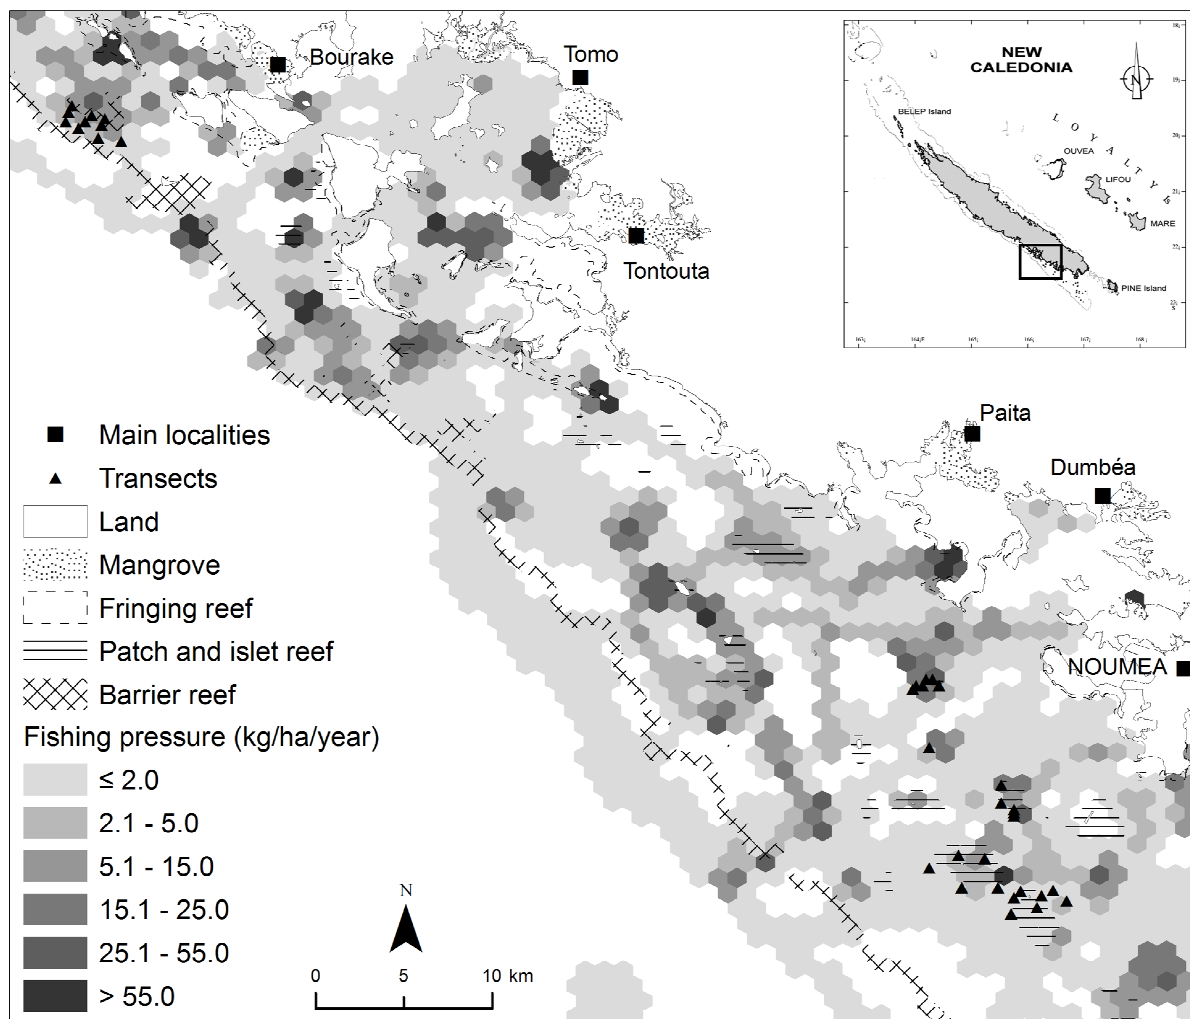 Bourake
Tomo
Tontouta
Paita
Dumbéa
NOUMEA
NEW
CALEDONIA
N
BELEP Island
LOYALTY
OUVEA
LIFOU
MARE
PINE Island
Main localities
Transects
Land
Mangrove
Fringing reef
Patch and islet reef
Barrier reef
Fishing pressure (kg/ha/year)
≤ 2.0
2.1 - 5.0
5.1 - 15.0
15.1 - 25.0
25.1 - 55.0
> 55.0
N
0 5 10 km